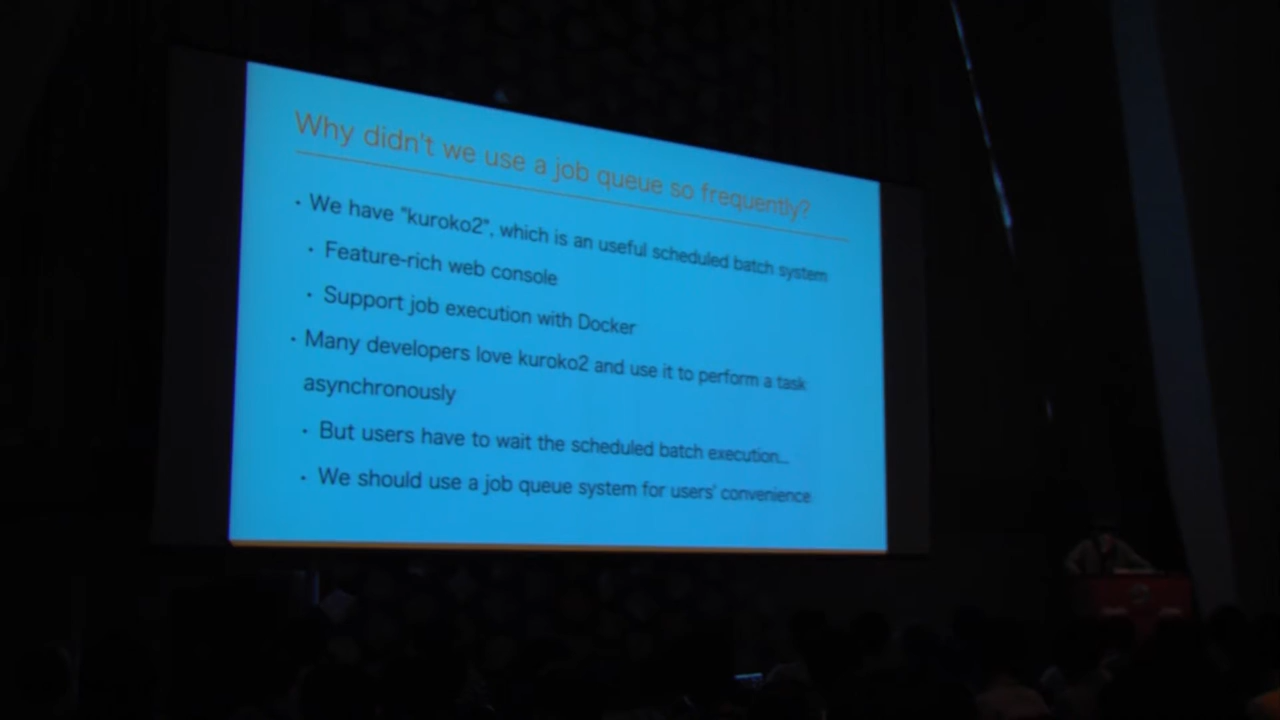 Why didn't we use a job queue so frequently?
• We have "kuroko2", which is an useful scheduled batch system
• Feature-rich web console
• Support job execution with Docker
• Many developers love kuroko2 and use it to perform a task
asynchronously
• But users have to wait the scheduled batch execution...
• We should use a job queue system for users' convenience